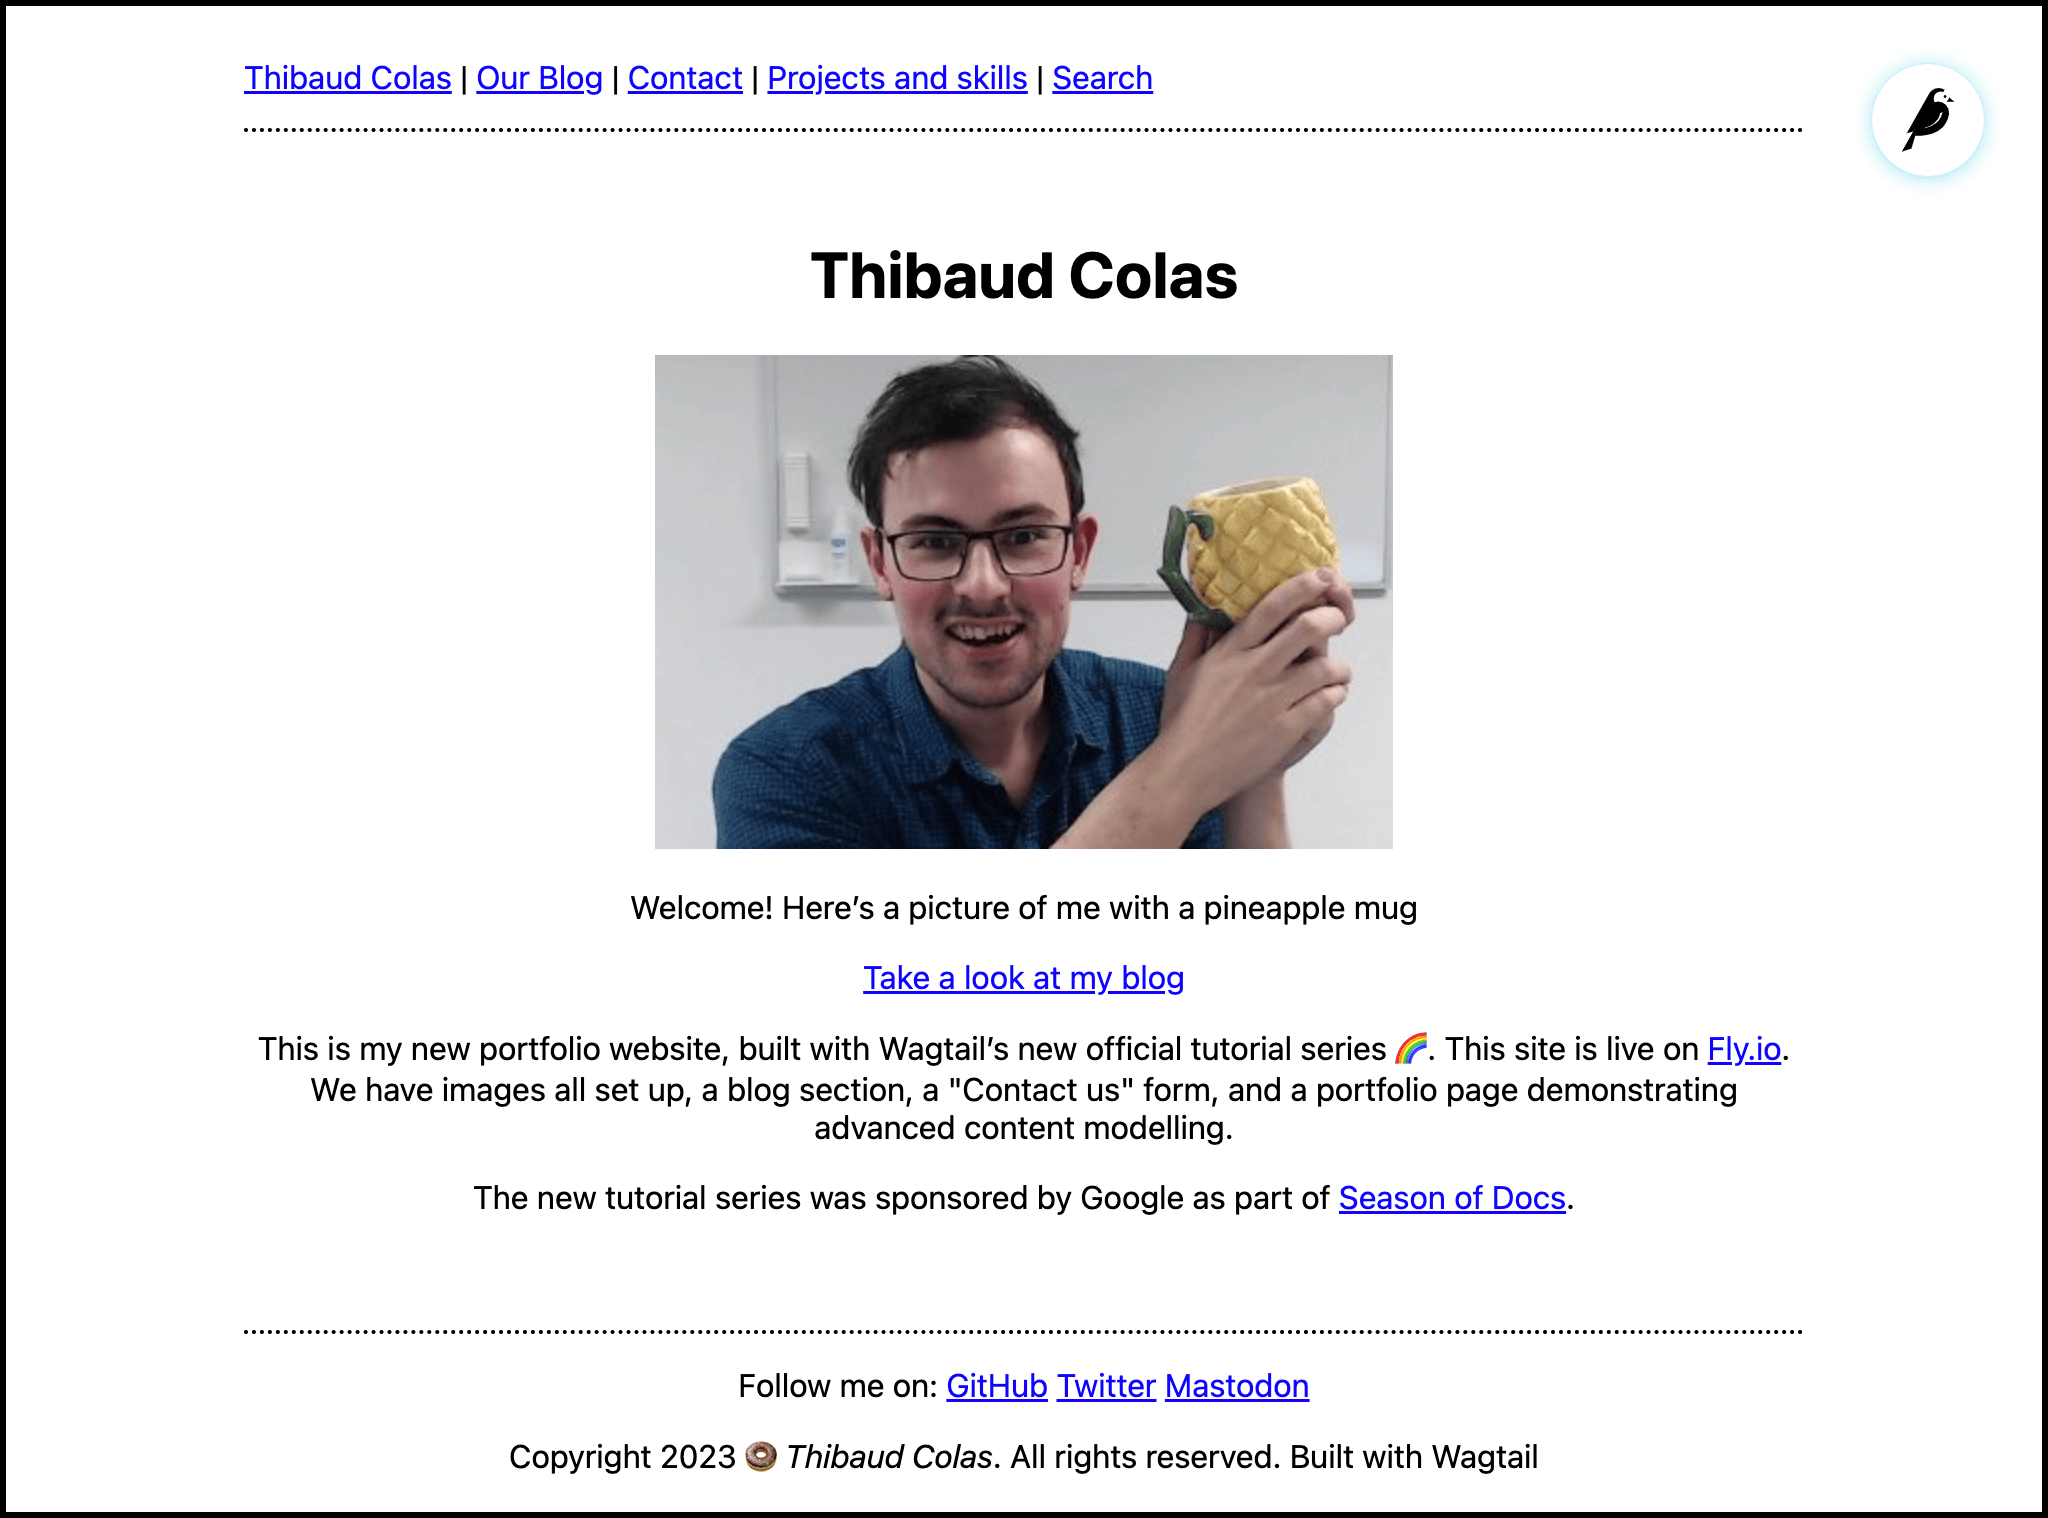 Thibaud Colas | Our Blog | Contact | Projects and skills | Search
Thibaud Colas
Welcome! Here’s a picture of me with a pineapple mug
Take a look at my blog
This is my new portfolio website, built with Wagtail’s new official tutorial series 🌈. This site is live on Fly.io.
We have images all set up, a blog section, a "Contact us" form, and a portfolio page demonstrating
advanced content modelling.
The new tutorial series was sponsored by Google as part of Season of Docs.
Follow me on: GitHub Twitter Mastodon
Copyright 2023 🍩 Thibaud Colas. All rights reserved. Built with Wagtail